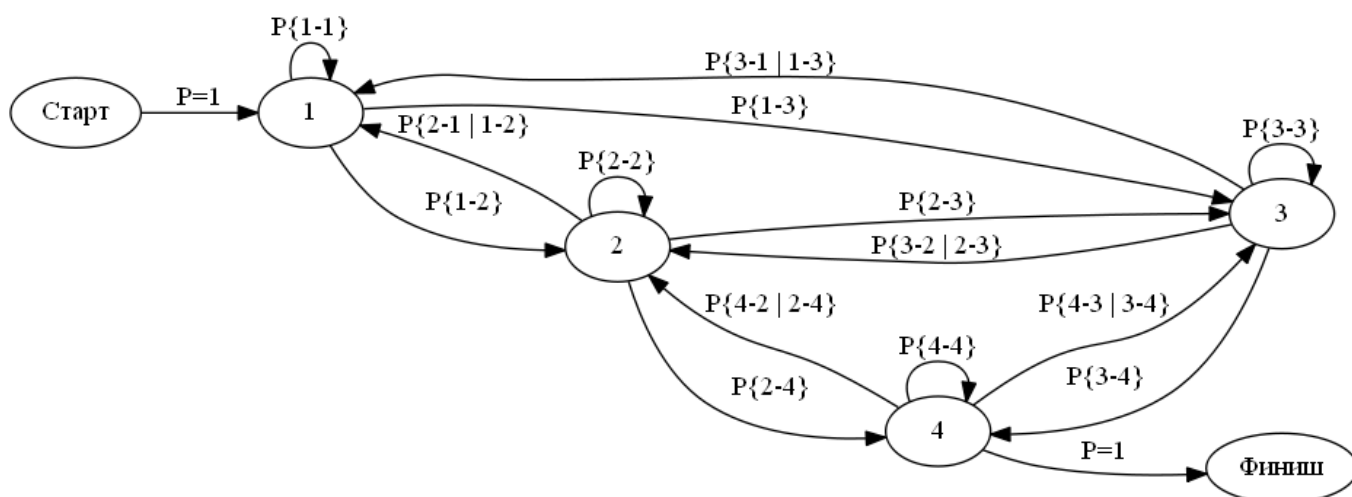 P{1-1}
P{3-1 | 1-3}
P=1
Старт
1
P{1-3}
P{2-1 | 1-2}
P{3-3}
P{2-2}
P{1-2}
P{2-3}
3
2
P{3-2 | 2-3}
P{4-2 | 2-4}
P{4-3 | 3-4}
P{4-4}
P{2-4}
P{3-4}
4
P=1
Финиш